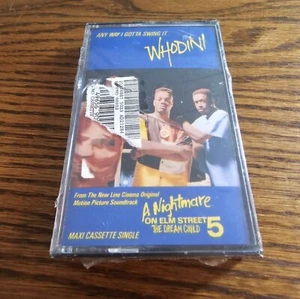 ANY WAY I GOTTA SWING IT
WHODINI
From The New Line Cinema Original
Motion Picture Soundtrack
A Nightmare
ON ELM STREET 5
THE DREAM CHILD
MAXI CASSETTE SINGLE